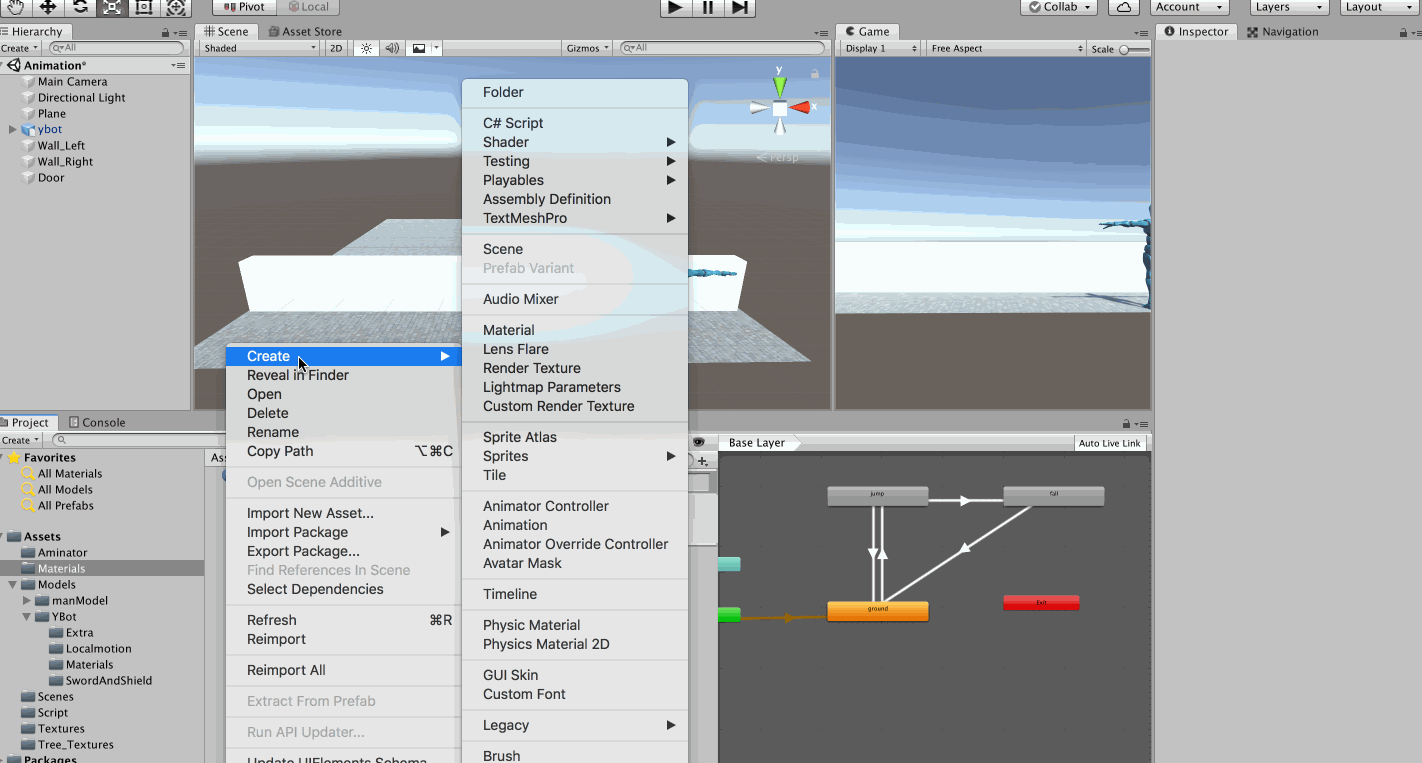 Pivot
Local
Collab
Account
Layers
Layout
Hierarchy
Create
All
Animation*
Main Camera
Directional Light
Plane
ybot
Wall_Left
Wall_Right
Door
Scene
Asset Store
Shaded
2D
Gizmos
All
y
x
Persp
Game
Display 1
Free Aspect
Scale
Inspector
Navigation
Create
Reveal in Finder
Open
Delete
Rename
Copy Path ⌥⌘C
Open Scene Additive
Import New Asset...
Import Package
Export Package...
Find References In Scene
Select Dependencies
Refresh ⌘R
Reimport
Reimport All
Extract From Prefab
Run API Updater...
Update UIElements Schema
Folder
C# Script
Shader
Testing
Playables
Assembly Definition
TextMeshPro
Scene
Prefab Variant
Audio Mixer
Material
Lens Flare
Render Texture
Lightmap Parameters
Custom Render Texture
Sprite Atlas
Sprites
Tile
Animator Controller
Animation
Animator Override Controller
Avatar Mask
Timeline
Physic Material
Physics Material 2D
GUI Skin
Custom Font
Legacy
Brush
Project
Console
Create
Favorites
All Materials
All Models
All Prefabs
Assets
Aminator
Materials
Models
manModel
YBot
Extra
Localmotion
Materials
SwordAndShield
Scenes
Script
Textures
Tree_Textures
Packages
Base Layer
Auto Live Link
jump
fall
ground
Exit